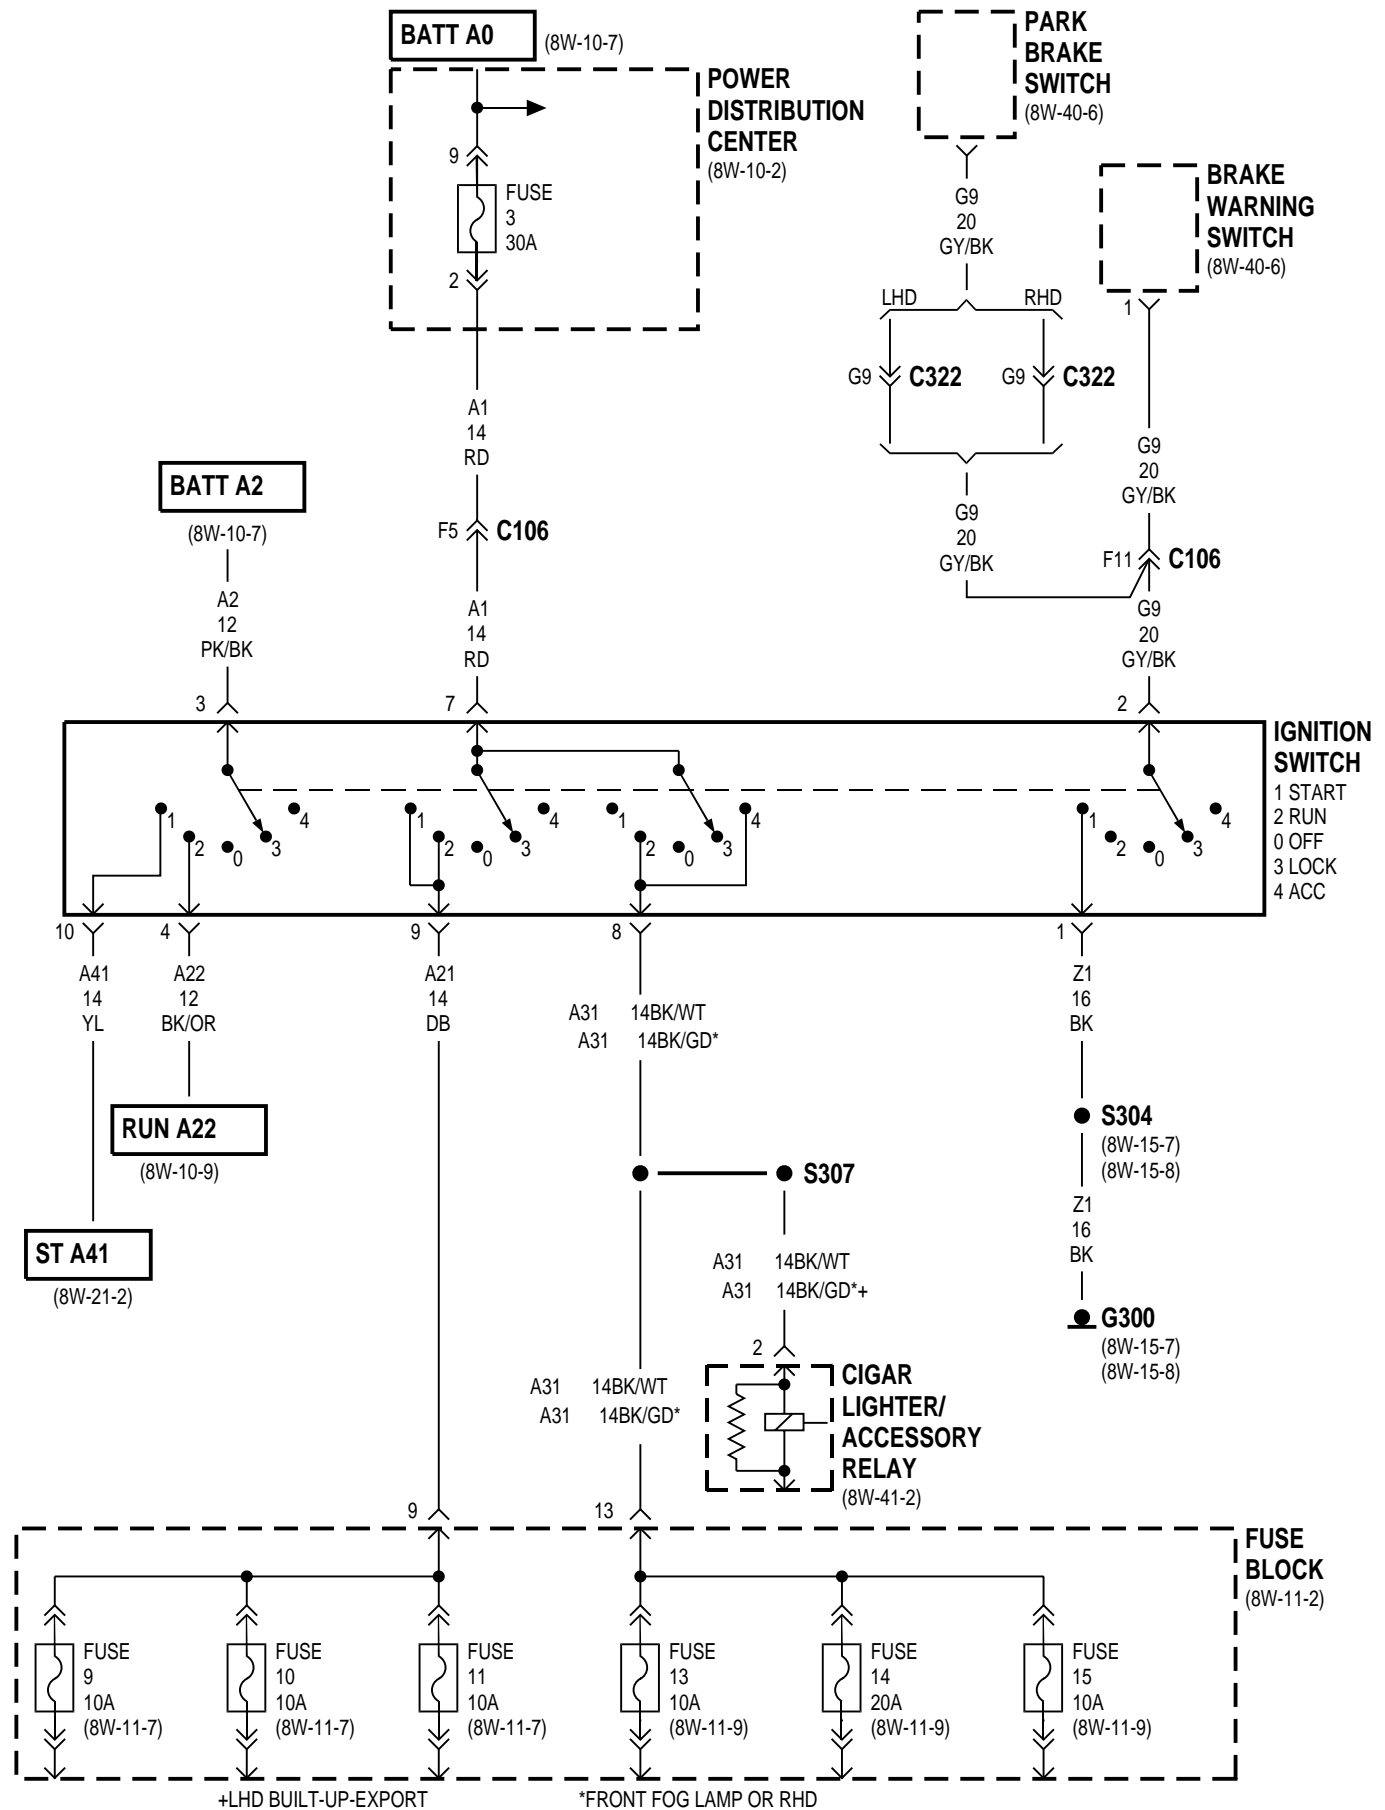 BATT A0
(8W-10-7)
POWER
DISTRIBUTION
CENTER
(8W-10-2)
9
FUSE
3
30A
2
PARK
BRAKE
SWITCH
(8W-40-6)
BRAKE
WARNING
SWITCH
(8W-40-6)
G9
20
GY/BK
LHD
RHD
1
G9
C322
G9
C322
A1
14
RD
G9
20
GY/BK
BATT A2
(8W-10-7)
F5
C106
G9
20
GY/BK
F11
C106
A2
12
PK/BK
A1
14
RD
G9
20
GY/BK
3
7
2
IGNITION
SWITCH
1 START
2 RUN
0 OFF
3 LOCK
4 ACC
1
2
0
3
4
1
2
0
3
4
1
2
0
3
4
1
2
0
3
4
10
4
9
8
1
A41
14
YL
A22
12
BK/OR
A21
14
DB
A31 14BK/WT
A31 14BK/GD*
Z1
16
BK
RUN A22
(8W-10-9)
S304
(8W-15-7)
(8W-15-8)
S307
ST A41
(8W-21-2)
Z1
16
BK
A31 14BK/WT
A31 14BK/GD*+
G300
(8W-15-7)
(8W-15-8)
2
CIGAR
LIGHTER/
ACCESSORY
RELAY
(8W-41-2)
A31 14BK/WT
A31 14BK/GD*
9
13
FUSE
BLOCK
(8W-11-2)
FUSE
9
10A
(8W-11-7)
FUSE
10
10A
(8W-11-7)
FUSE
11
10A
(8W-11-7)
FUSE
13
10A
(8W-11-9)
FUSE
14
20A
(8W-11-9)
FUSE
15
10A
(8W-11-9)
+LHD BUILT-UP-EXPORT
*FRONT FOG LAMP OR RHD